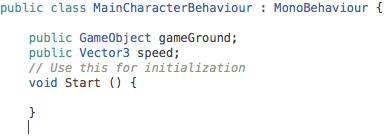 public class MainCharacterBehaviour : MonoBehaviour {
public GameObject gameGround;
public Vector3 speed;
// Use this for initialization
void Start () {
}